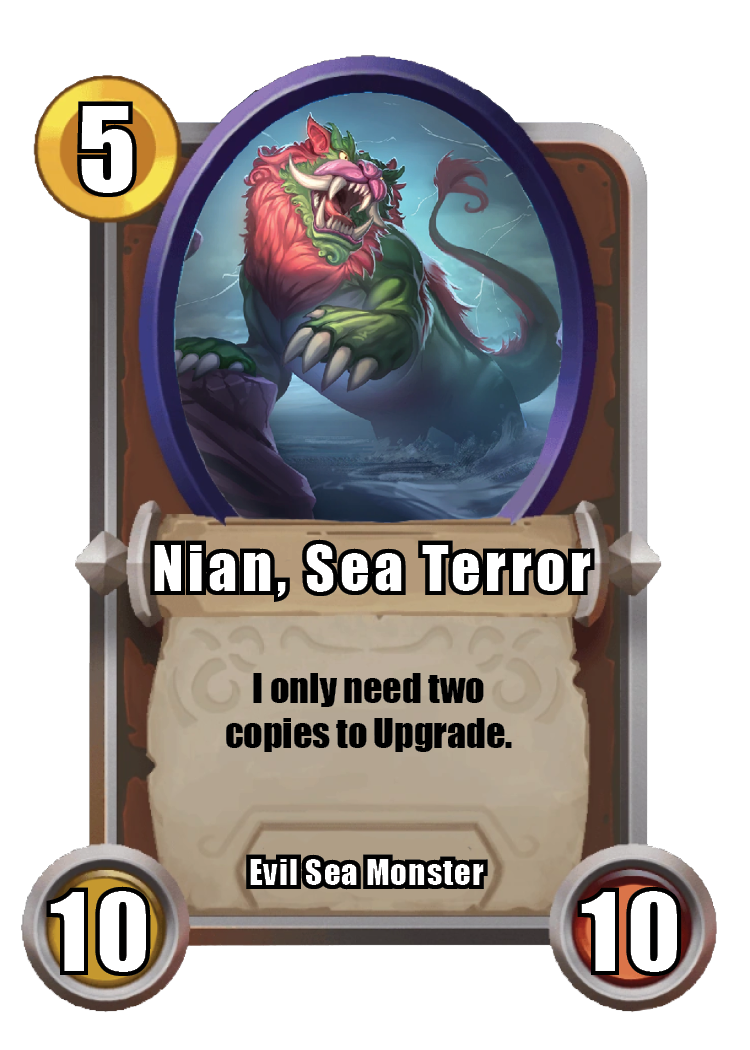 5
Nian, Sea Terror
I only need two
copies to Upgrade.
Evil Sea Monster
10
10